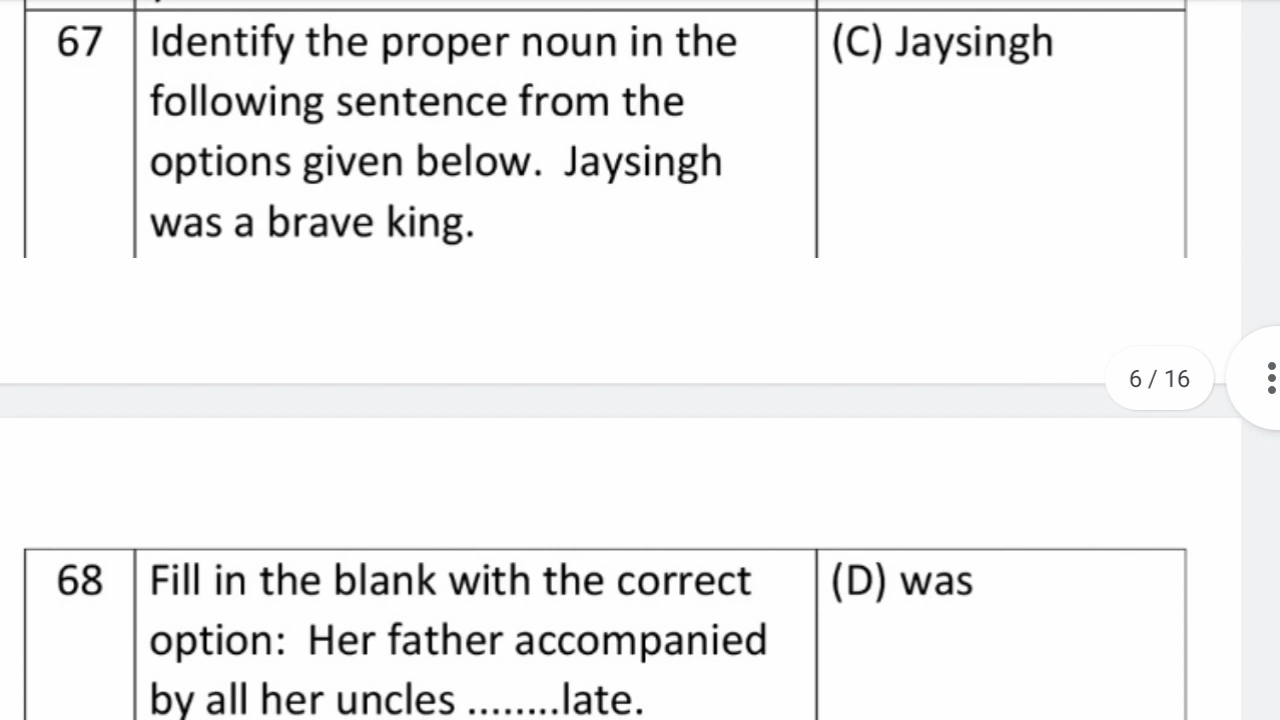 67 Identify the proper noun in the (C) Jaysingh
following sentence from the
options given below. Jaysingh
was a brave king.
6 / 16
68 Fill in the blank with the correct (D) was
option: Her father accompanied
by all her uncles ........late.